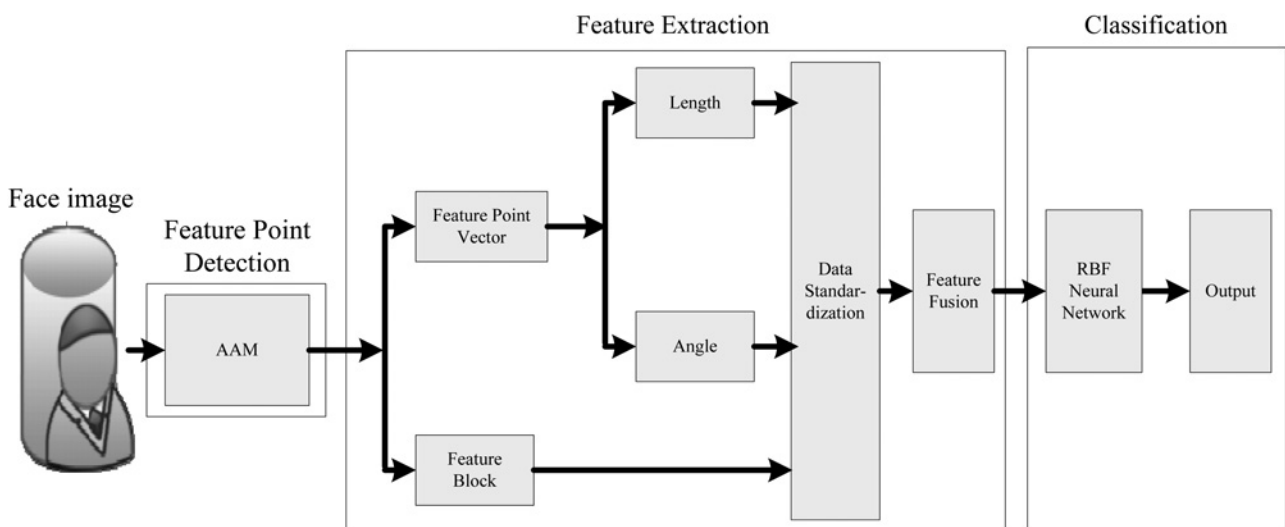 Feature Extraction
Classification
Face image
Feature Point
Detection
AAM
Feature Point
Vector
Feature
Block
Length
Angle
Data
Standar-
dization
Feature
Fusion
RBF
Neural
Network
Output